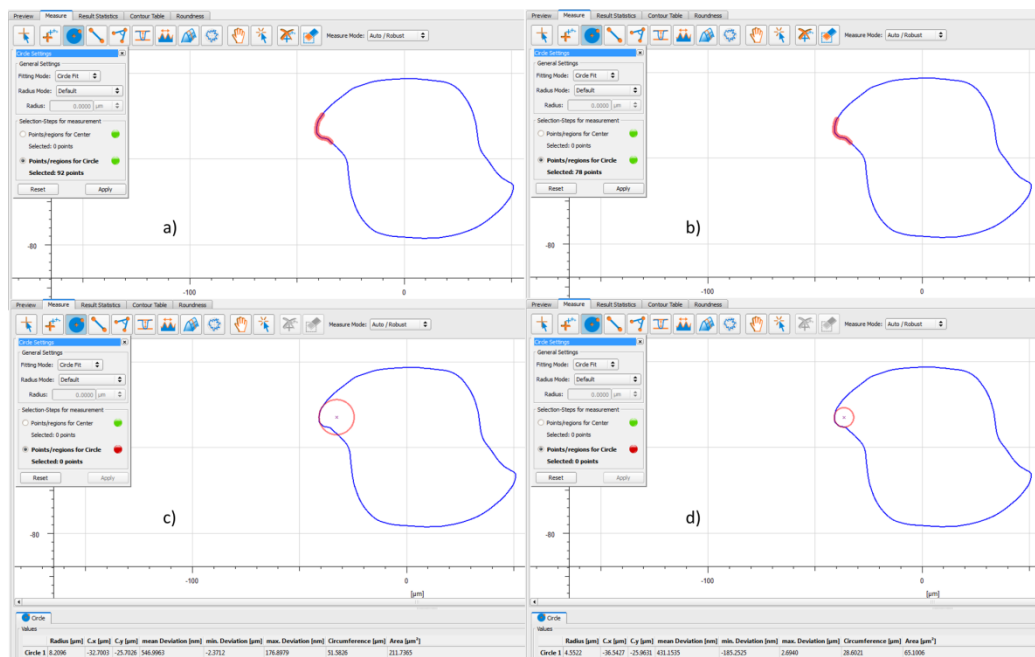 Preview Measure Result Statistics Contour Table Roundness
Measure Mode: Auto / Robust
Circle Settings
General Settings
Fitting Mode: Circle Fit
Radius Mode: Default
Radius: 0.0000 µm
Selection-Steps for measurement
Points/regions for Center
Selected: 0 points
Points/regions for Circle
Selected: 92 points
Reset Apply
a)
-80
-100 0
Preview Measure Result Statistics Contour Table Roundness
Measure Mode: Auto / Robust
Circle Settings
General Settings
Fitting Mode: Circle Fit
Radius Mode: Default
Radius: 0.0000 µm
Selection-Steps for measurement
Points/regions for Center
Selected: 0 points
Points/regions for Circle
Selected: 78 points
Reset Apply
b)
-80
-100 0
Preview Measure Result Statistics Contour Table Roundness
Measure Mode: Auto / Robust
Circle Settings
General Settings
Fitting Mode: Circle Fit
Radius Mode: Default
Radius: 0.0000 µm
Selection-Steps for measurement
Points/regions for Center
Selected: 0 points
Points/regions for Circle
Selected: 0 points
Reset Apply
c)
-80
-100 0
[µm]
Circle
Values
Radius [µm] C.x [µm] C.y [µm] mean Deviation [nm] min. Deviation [µm] max. Deviation [nm] Circumference [µm] Area [µm²]
Circle 1 8.2096 -32.7003 -25.7026 546.9963 -2.3712 176.8979 51.5826 211.7365
Preview Measure Result Statistics Contour Table Roundness
Measure Mode: Auto / Robust
Circle Settings
General Settings
Fitting Mode: Circle Fit
Radius Mode: Default
Radius: 0.0000 µm
Selection-Steps for measurement
Points/regions for Center
Selected: 0 points
Points/regions for Circle
Selected: 0 points
Reset Apply
d)
-80
-100 0
[µm]
Circle
Values
Radius [µm] C.x [µm] C.y [µm] mean Deviation [nm] min. Deviation [nm] max. Deviation [µm] Circumference [µm] Area [µm²]
Circle 1 4.5522 -36.5427 -25.9631 431.1535 -185.2525 2.6940 28.6021 65.1006